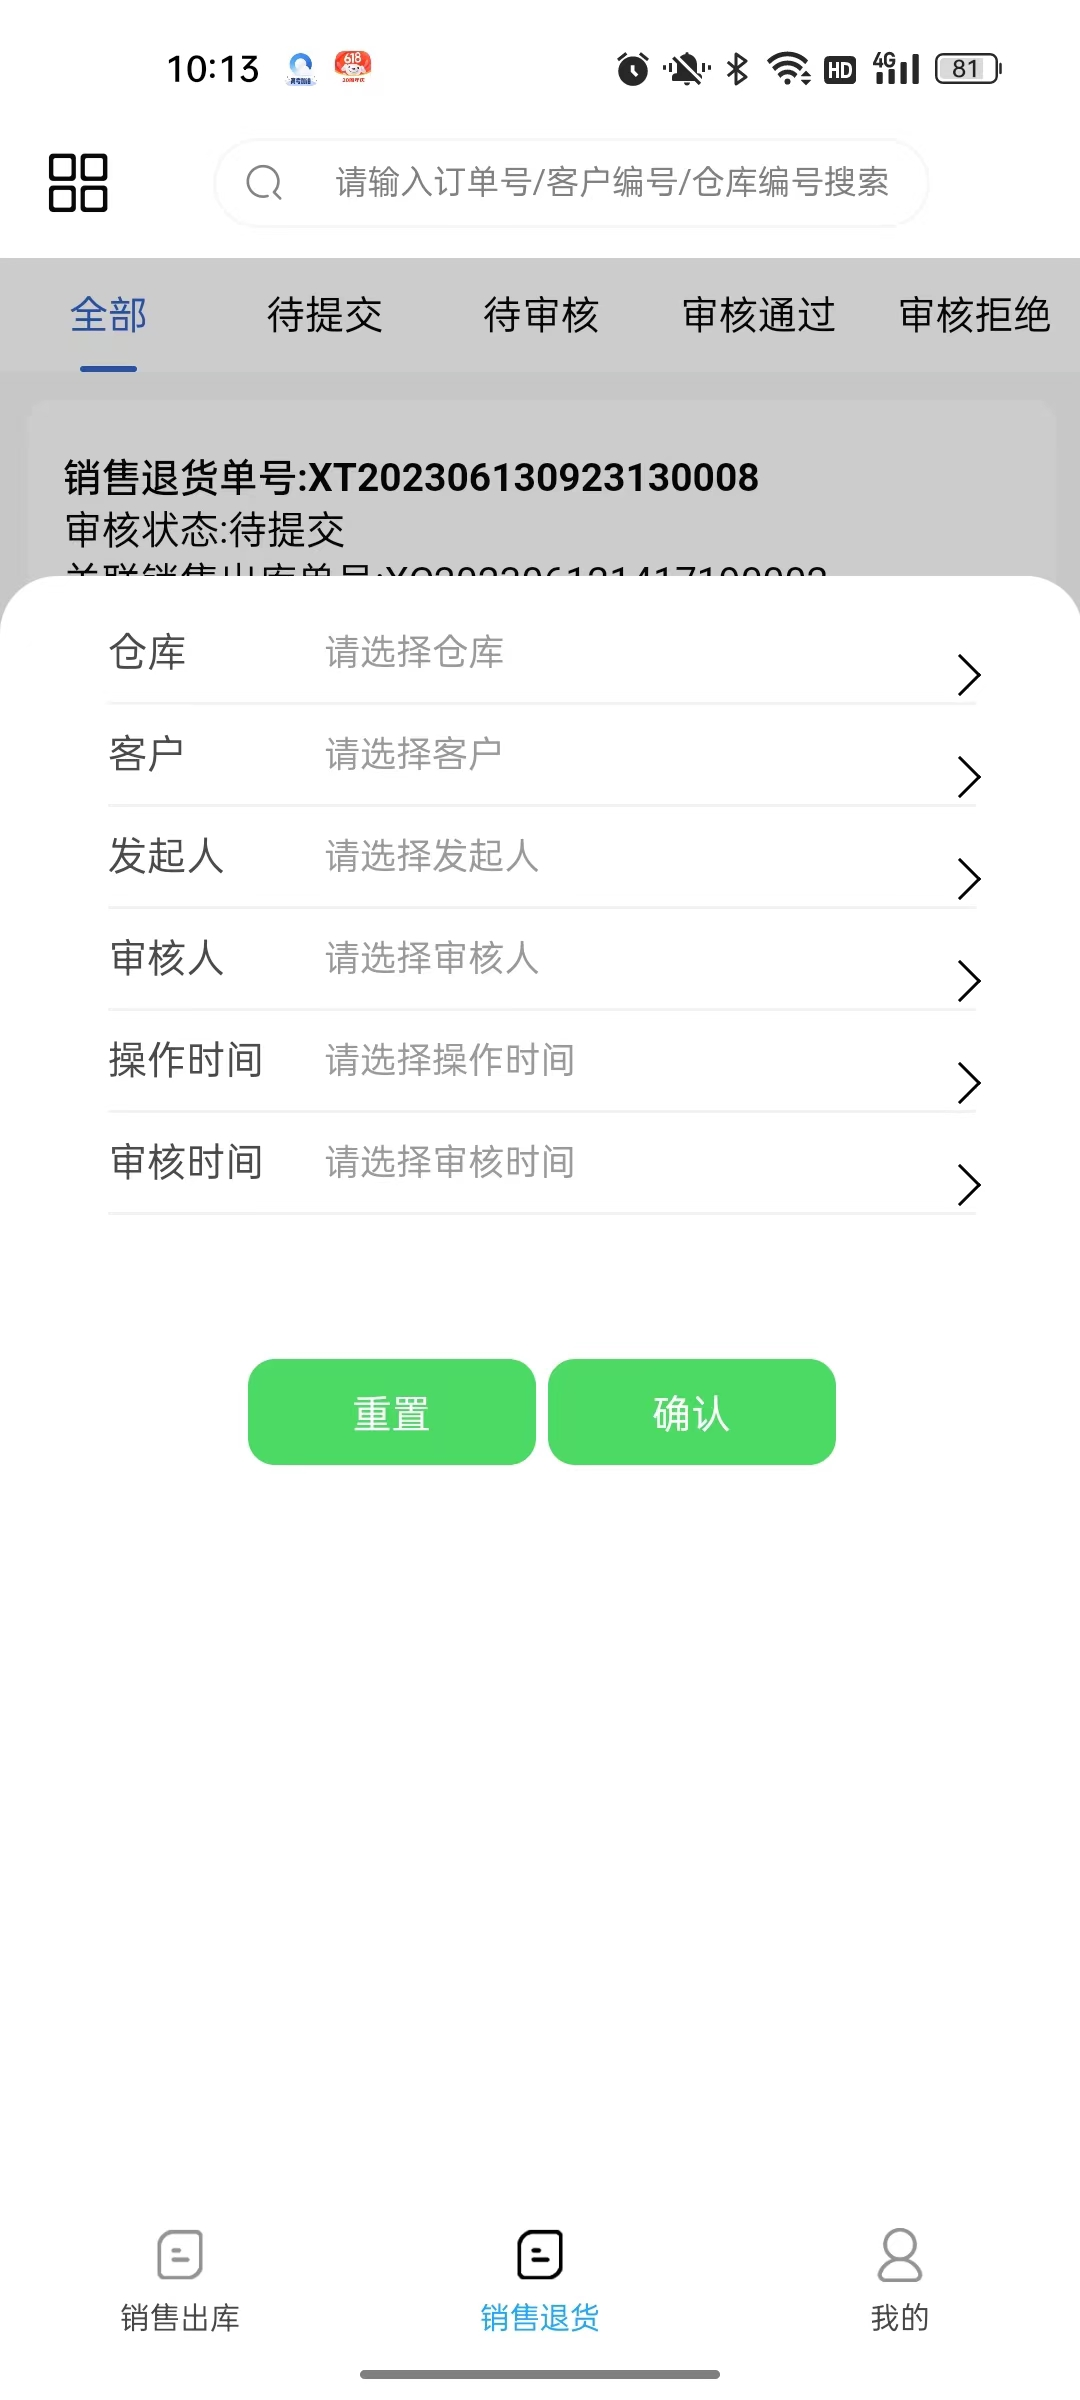 10:13
618
HD
4G
81
请输入订单号/客户编号/仓库编号搜索
全部 待提交 待审核 审核通过 审核拒绝
销售退货单号:XT202306130923130008
审核状态:待提交
仓库 请选择仓库
客户 请选择客户
发起人 请选择发起人
审核人 请选择审核人
操作时间 请选择操作时间
审核时间 请选择审核时间
重置 确认
销售出库 销售退货 我的